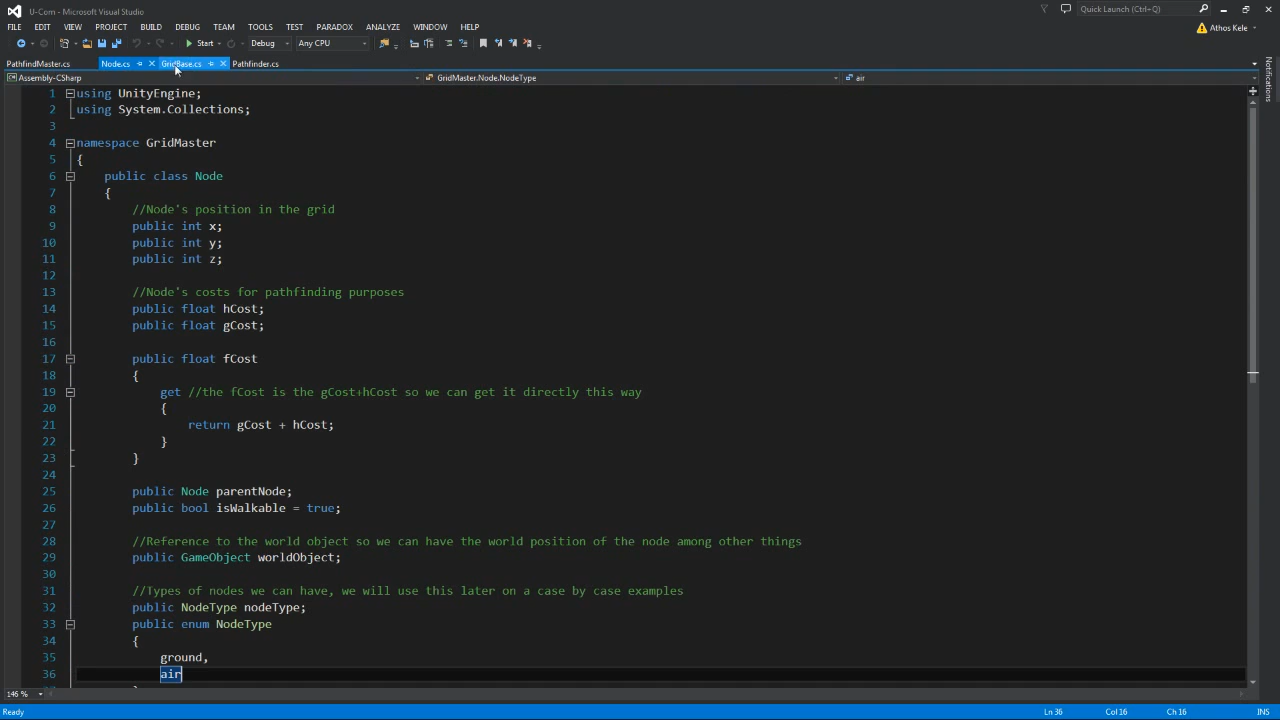 U-Com - Microsoft Visual Studio
Quick Launch (Ctrl+Q)
FILE EDIT VIEW PROJECT BUILD DEBUG TEAM TOOLS TEST PARADOX ANALYZE WINDOW HELP
Athos Kele
Start Debug Any CPU
PathfindMaster.cs Node.cs GridBase.cs Pathfinder.cs
Notifications
Assembly-CSharp GridMaster.Node.NodeType air
1 using UnityEngine;
2 using System.Collections;
3
4 namespace GridMaster
5 {
6 public class Node
7 {
8 //Node's position in the grid
9 public int x;
10 public int y;
11 public int z;
12
13 //Node's costs for pathfinding purposes
14 public float hCost;
15 public float gCost;
16
17 public float fCost
18 {
19 get //the fCost is the gCost+hCost so we can get it directly this way
20 {
21 return gCost + hCost;
22 }
23 }
24
25 public Node parentNode;
26 public bool isWalkable = true;
27
28 //Reference to the world object so we can have the world position of the node among other things
29 public GameObject worldObject;
30
31 //Types of nodes we can have, we will use this later on a case by case examples
32 public NodeType nodeType;
33 public enum NodeType
34 {
35 ground,
36 air
145 %
Ready Ln 36 Col 16 Ch 16 INS